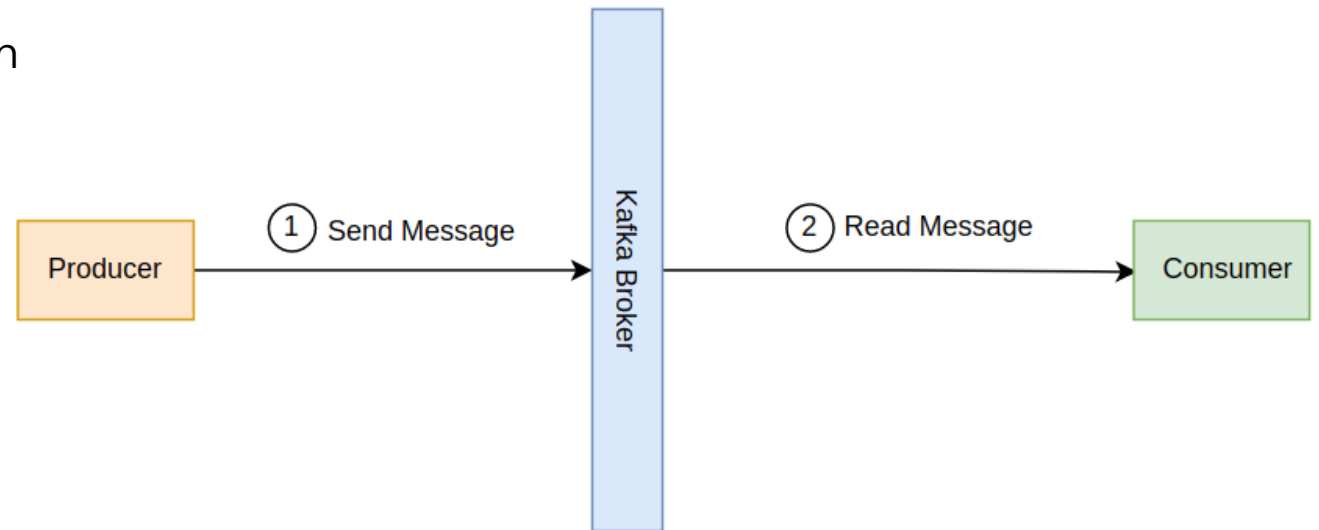 n
Producer
1
Send Message
Kafka Broker
2
Read Message
Consumer